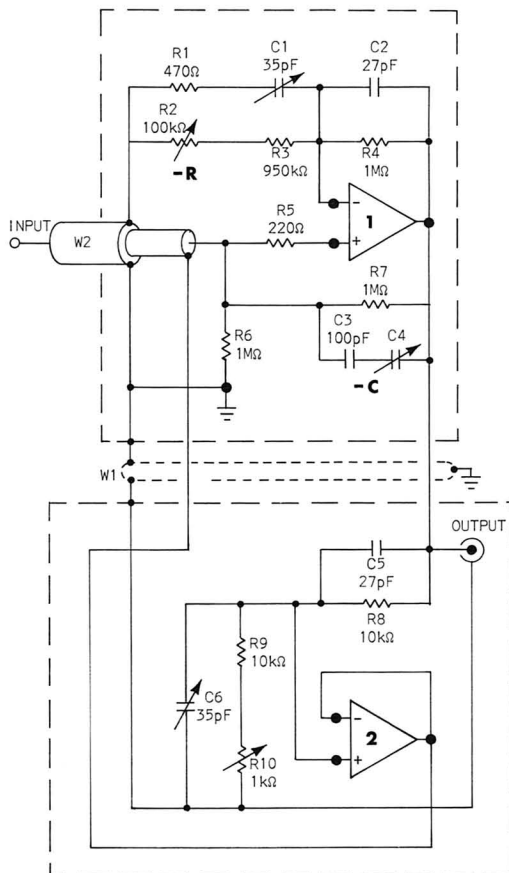 R1
470Ω
C1
35pF
C2
27pF
R2
100kΩ
-R
R3
950kΩ
R4
1MΩ
INPUT
W2
R5
220Ω
-
1
+
R7
1MΩ
R6
1MΩ
C3
100pF
C4
-C
W1
OUTPUT
C5
27pF
R8
10kΩ
R9
10kΩ
C6
35pF
-
2
+
R10
1kΩ